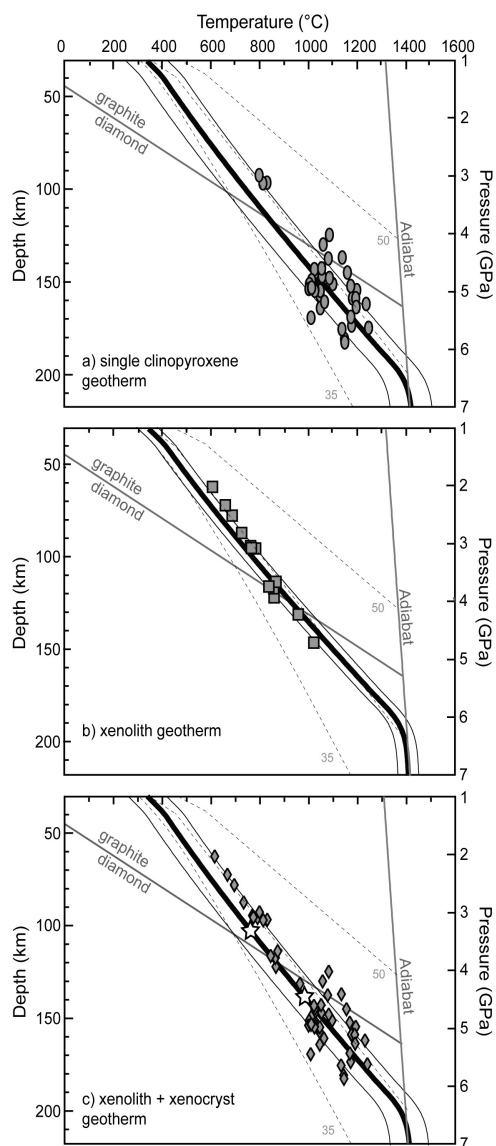 Temperature (°C)
0 200 400 600 800 1000 1200 1400 1600
Depth (km)
50
100
150
200
Pressure (GPa)
1
2
3
4
5
6
7
graphite
diamond
50
Adiabat
35
a) single clinopyroxene
geotherm
Depth (km)
50
100
150
200
Pressure (GPa)
1
2
3
4
5
6
7
graphite
diamond
50
Adiabat
35
b) xenolith geotherm
Depth (km)
50
100
150
200
Pressure (GPa)
1
2
3
4
5
6
7
graphite
diamond
50
Adiabat
35
c) xenolith + xenocryst
geotherm